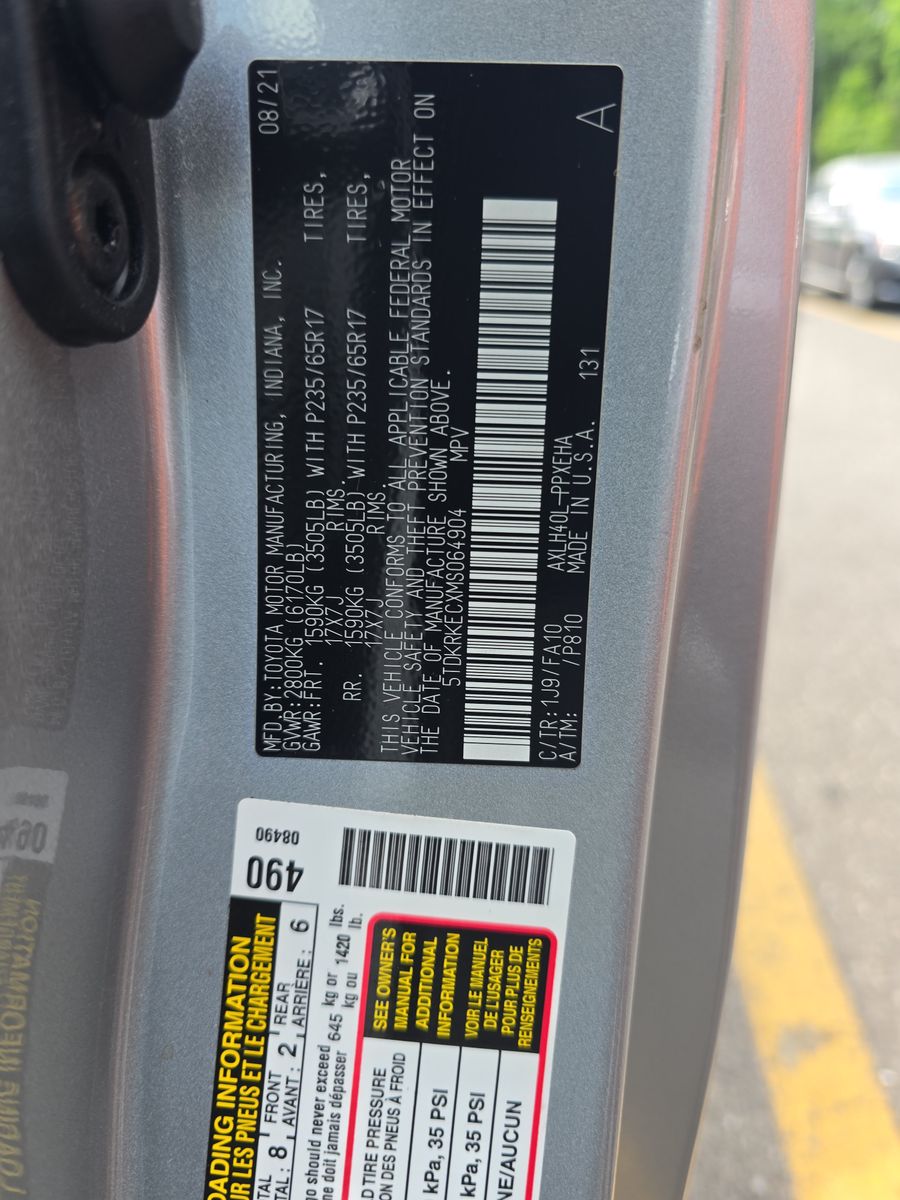 MFD.BY:TOYOTA MOTOR MANUFACTURING, INDIANA, INC. 08/21
GVWR:2800KG (6170LB)
GAWR:FRT. 1590KG (3505LB) WITH P235/65R17 TIRES,
17X7J RIMS.
RR. 1590KG (3505LB) WITH P235/65R17 TIRES,
17X7J RIMS.
THIS VEHICLE CONFORMS TO ALL APPLICABLE FEDERAL MOTOR
VEHICLE SAFETY AND THEFT PREVENTION STANDARDS IN EFFECT ON
THE DATE OF MANUFACTURE SHOWN ABOVE.
5TDKRKECXMS064904 MPV
C/TR:1J9/FA10 AXLH40L-PPXEHA 131 A
A/TM: /P810 MADE IN U.S.A.
08490
490
LOADING INFORMATION
SUR LES PNEUS ET LE CHARGEMENT
TOTAL: 8 FRONT AVANT: 2 REAR ARRIÈRE: 6
should never exceed 645 kg or 1420 lbs.
ne doit jamais dépasser kg ou lb.
TIRE PRESSURE
DES PNEUS À FROID
kPa, 35 PSI
kPa, 35 PSI
NE/AUCUN
SEE OWNER'S
MANUAL FOR
ADDITIONAL
INFORMATION
VOIR LE MANUEL
DE L'USAGER
POUR PLUS DE
RENSEIGNEMENTS